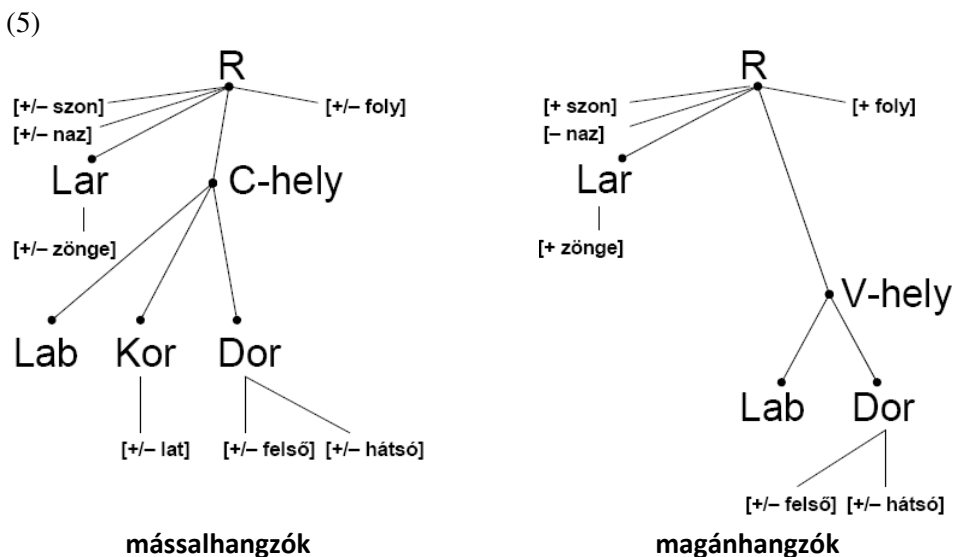 (5)
R R
[+/– szon] [+/– foly] [+ szon] [+ foly]
[+/– naz] [– naz]
Lar C-hely Lar
[+/– zönge] [+ zönge]
V-hely
Lab Kor Dor
Lab Dor
[+/– lat] [+/– felső] [+/– hátsó]
[+/– felső] [+/– hátsó]
mássalhangzók magánhangzók